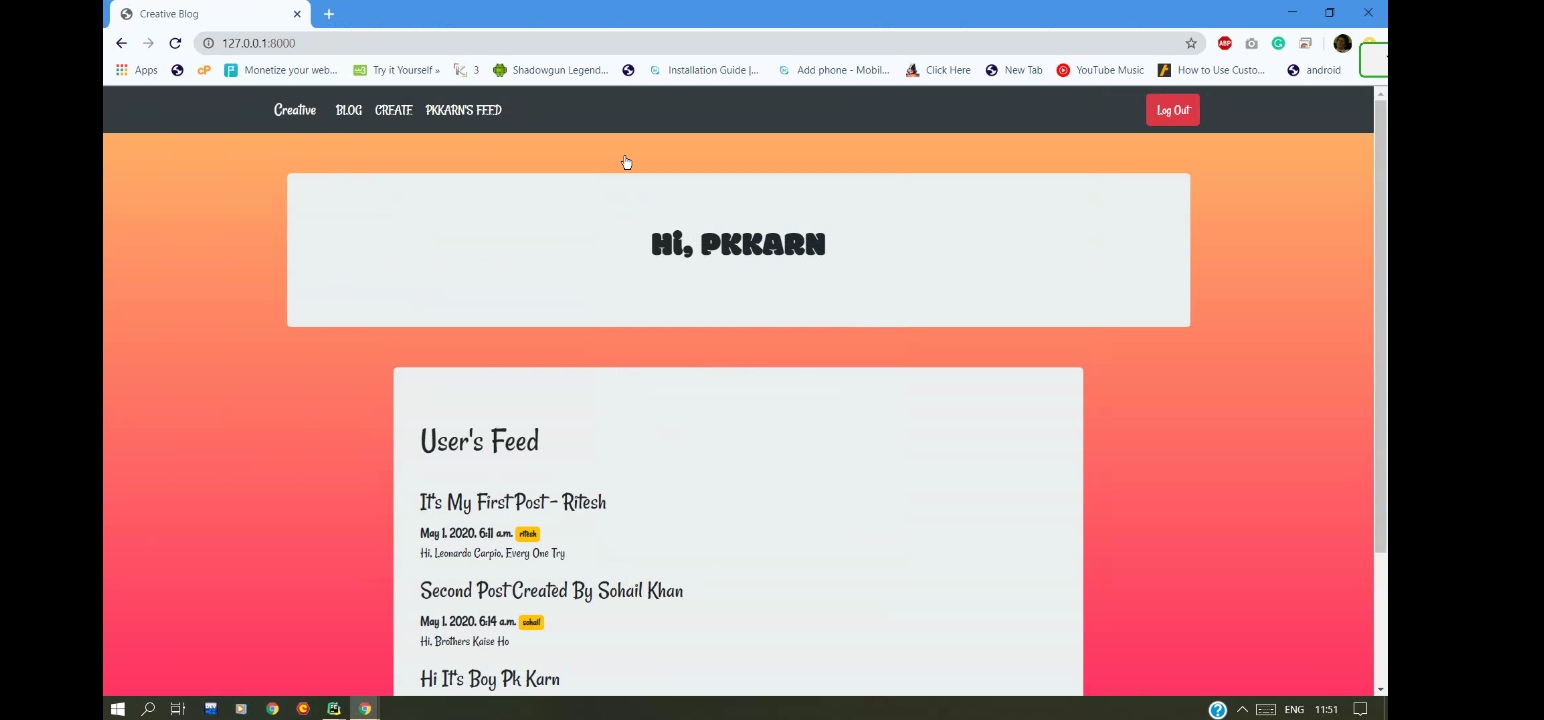 Creative Blog
127.0.0.1:8000
Apps
cP
Monetize your web...
Try it Yourself »
3
Shadowgun Legend...
Installation Guide |...
Add phone - Mobil...
Click Here
New Tab
YouTube Music
How to Use Custo...
android
Creative BLOG CREATE PKKARN'S FEED
Log Out
Hi, PKKARN
User's Feed
It's My First Post - Ritesh
May 1, 2020, 6:11 a.m. ritesh
Hi, Leonardo Carpio, Every One Try
Second Post Created By Sohail Khan
May 1, 2020, 6:14 a.m. sohail
Hi, Brothers Kaise Ho
Hi It's Boy Pk Karn
ENG 11:51